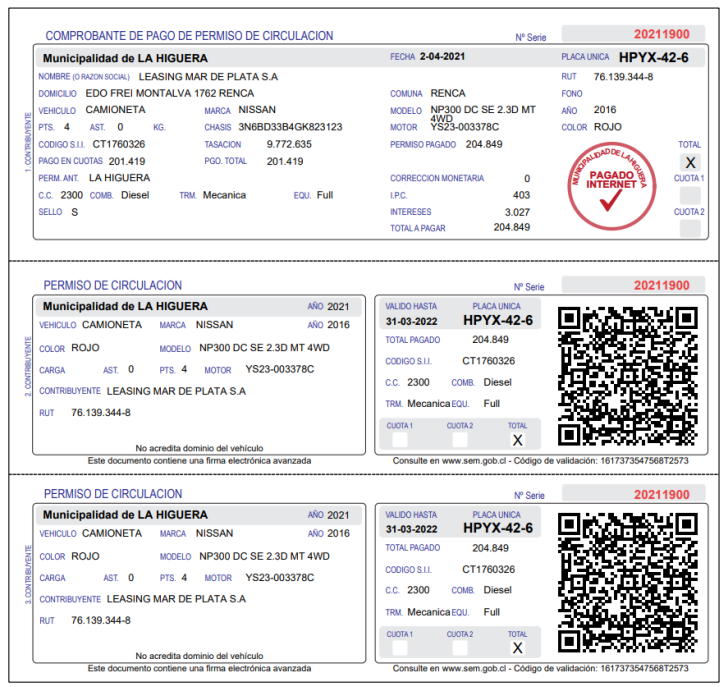 COMPROBANTE DE PAGO DE PERMISO DE CIRCULACION Nº Serie 20211900
Municipalidad de LA HIGUERA FECHA 2-04-2021 PLACA UNICA HPYX-42-6
NOMBRE (O RAZON SOCIAL) LEASING MAR DE PLATA S.A RUT 76.139.344-8
DOMICILIO EDO FREI MONTALVA 1762 RENCA COMUNA RENCA FONO
VEHICULO CAMIONETA MARCA NISSAN MODELO NP300 DC SE 2.3D MT 4WD AÑO 2016
PTS. 4 AST. 0 KG. CHASIS 3N6BD33B4GK823123 MOTOR YS23-003378C COLOR ROJO
CODIGO S.I.I. CT1760326 TASACION 9.772.635 PERMISO PAGADO 204.849 TOTAL
PAGO EN CUOTAS 201.419 PGO. TOTAL 201.419 X
PERM. ANT. LA HIGUERA CORRECCION MONETARIA 0 CUOTA 1
C.C. 2300 COMB. Diesel TRM. Mecanica EQU. Full I.P.C. 403
SELLO S INTERESES 3.027 CUOTA 2
TOTAL A PAGAR 204.849
MUNICIPALIDAD DE LA HIGUERA
PAGADO
INTERNET
1. CONTRIBUYENTE
PERMISO DE CIRCULACION Nº Serie 20211900
Municipalidad de LA HIGUERA AÑO 2021 VALIDO HASTA PLACA UNICA
VEHICULO CAMIONETA MARCA NISSAN AÑO 2016 31-03-2022 HPYX-42-6
COLOR ROJO MODELO NP300 DC SE 2.3D MT 4WD TOTAL PAGADO 204.849
CARGA AST. 0 PTS. 4 MOTOR YS23-003378C CODIGO S.I.I. CT1760326
CONTRIBUYENTE LEASING MAR DE PLATA S.A C.C. 2300 COMB. Diesel
RUT 76.139.344-8 TRM. Mecanica EQU. Full
CUOTA 1 CUOTA 2 TOTAL
X
No acredita dominio del vehículo
Este documento contiene una firma electrónica avanzada Consulte en www.sem.gob.cl - Código de validación: 1617373547568T2573
2. CONTRIBUYENTE
PERMISO DE CIRCULACION Nº Serie 20211900
Municipalidad de LA HIGUERA AÑO 2021 VALIDO HASTA PLACA UNICA
VEHICULO CAMIONETA MARCA NISSAN AÑO 2016 31-03-2022 HPYX-42-6
COLOR ROJO MODELO NP300 DC SE 2.3D MT 4WD TOTAL PAGADO 204.849
CARGA AST. 0 PTS. 4 MOTOR YS23-003378C CODIGO S.I.I. CT1760326
CONTRIBUYENTE LEASING MAR DE PLATA S.A C.C. 2300 COMB. Diesel
RUT 76.139.344-8 TRM. Mecanica EQU. Full
CUOTA 1 CUOTA 2 TOTAL
X
No acredita dominio del vehículo
Este documento contiene una firma electrónica avanzada Consulte en www.sem.gob.cl - Código de validación: 1617373547568T2573
3. CONTRIBUYENTE